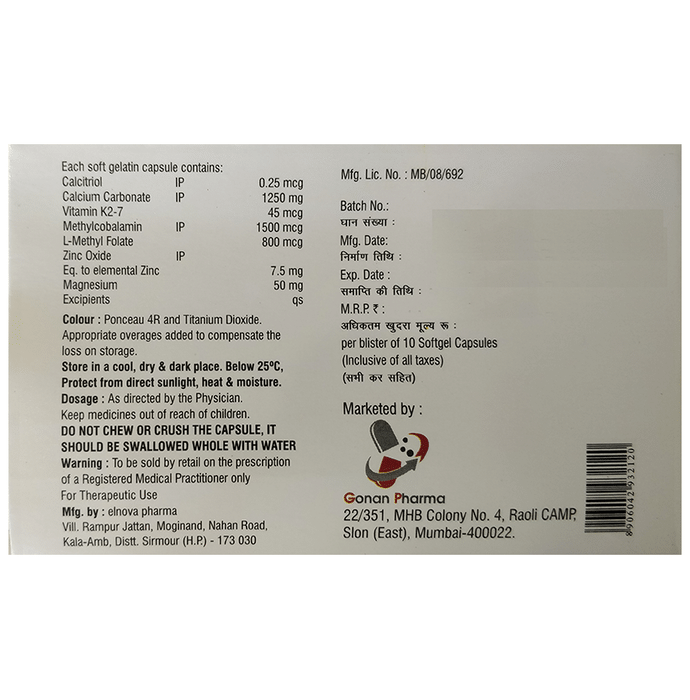 Each soft gelatin capsule contains:
Calcitriol IP 0.25 mcg
Calcium Carbonate IP 1250 mg
Vitamin K2-7 45 mcg
Methylcobalamin IP 1500 mcg
L-Methyl Folate 800 mcg
Zinc Oxide IP
Eq. to elemental Zinc 7.5 mg
Magnesium 50 mg
Excipients qs
Colour : Ponceau 4R and Titanium Dioxide.
Appropriate overages added to compensate the
loss on storage.
Store in a cool, dry & dark place. Below 25ºC,
Protect from direct sunlight, heat & moisture.
Dosage : As directed by the Physician.
Keep medicines out of reach of children.
DO NOT CHEW OR CRUSH THE CAPSULE, IT
SHOULD BE SWALLOWED WHOLE WITH WATER
Warning : To be sold by retail on the prescription
of a Registered Medical Practitioner only
For Therapeutic Use
Mfg. by : elnova pharma
Vill. Rampur Jattan, Moginand, Nahan Road,
Kala-Amb, Distt. Sirmour (H.P.) - 173 030
Mfg. Lic. No. : MB/08/692
Batch No.:
घान संख्या :
Mfg. Date:
निर्माण तिथि :
Exp. Date :
समाप्ति की तिथि :
M.R.P. ₹ :
अधिकतम खुदरा मूल्य रू :
per blister of 10 Softgel Capsules
(Inclusive of all taxes)
(सभी कर सहित)
Marketed by :
Gonan Pharma
22/351, MHB Colony No. 4, Raoli CAMP,
SIon (East), Mumbai-400022.
8906042932120